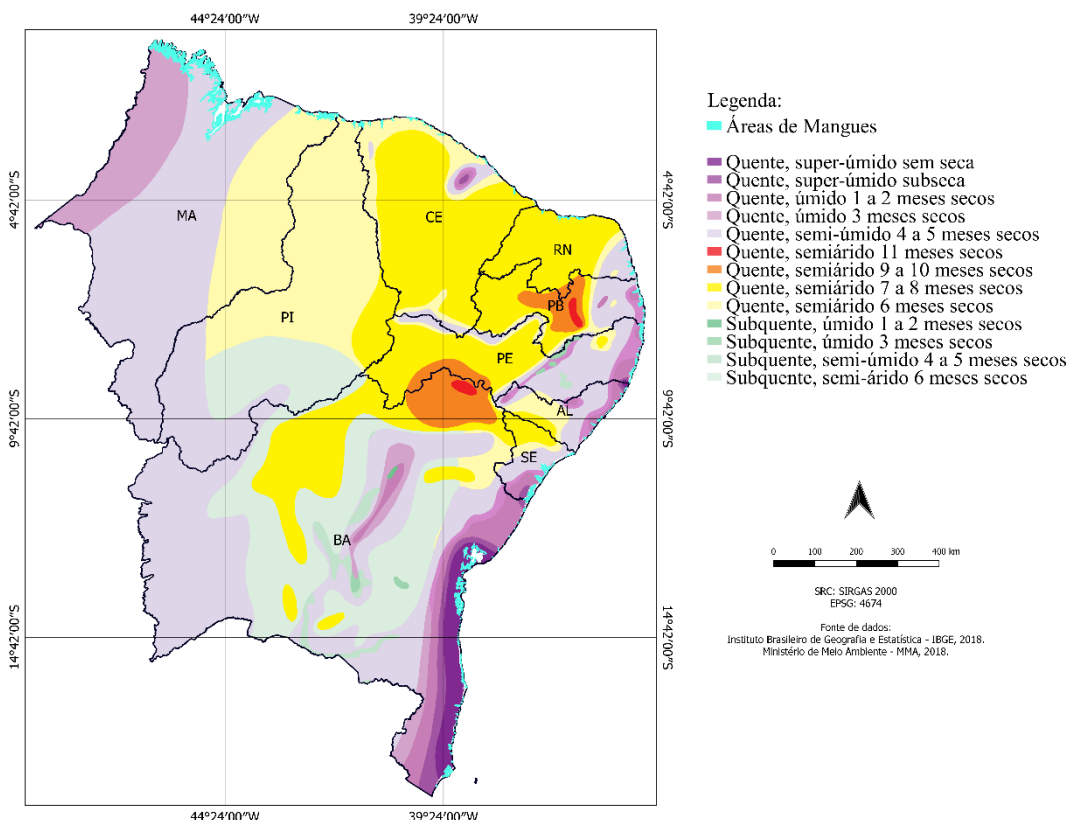 44°24'00"W 39°24'00"W
4°42'00"S
9°42'00"S
14°42'00"S
MA
CE
RN
PB
PI
PE
AL
SE
BA
4°42'00"S
9°42'00"S
14°42'00"S
44°24'00"W 39°24'00"W
Legenda:
Áreas de Mangues
Quente, super-úmido sem seca
Quente, super-úmido subseca
Quente, úmido 1 a 2 meses secos
Quente, úmido 3 meses secos
Quente, semi-úmido 4 a 5 meses secos
Quente, semiárido 11 meses secos
Quente, semiárido 9 a 10 meses secos
Quente, semiárido 7 a 8 meses secos
Quente, semiárido 6 meses secos
Subquente, úmido 1 a 2 meses secos
Subquente, úmido 3 meses secos
Subquente, semi-úmido 4 a 5 meses secos
Subquente, semi-árido 6 meses secos
0 100 200 300 400 km
SRC: SIRGAS 2000
EPSG: 4674
Fonte de dados:
Instituto Brasileiro de Geografia e Estatística - IBGE, 2018.
Ministério de Meio Ambiente - MMA, 2018.